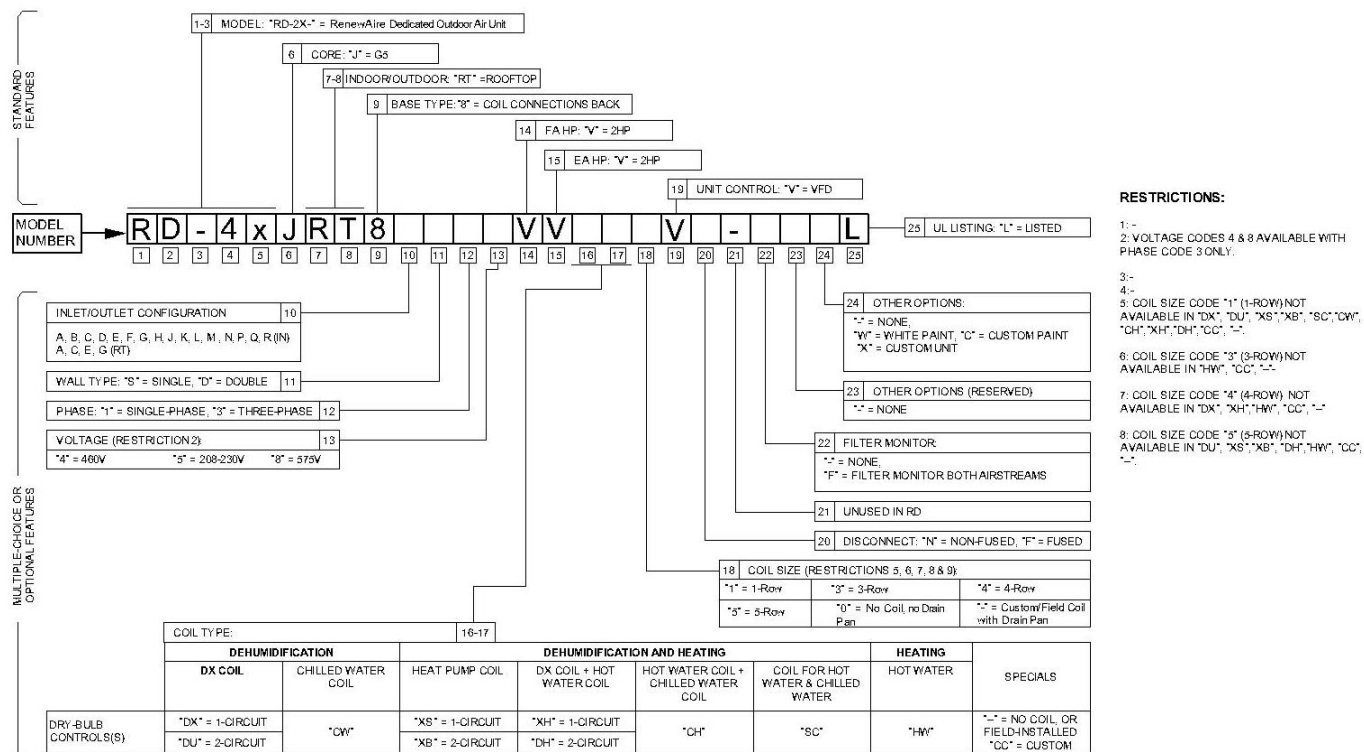 STANDARD
FEATURES
1-3 MODEL: "RD-2X-" = RenewAire Dedicated Outdoor Air Unit
6 CORE: "J" = G5
7-8 INDOOR/OUTDOOR: "RT" =ROOFTOP
9 BASE TYPE: "8" = COIL CONNECTIONS BACK
14 FA HP: "V" = 2HP
15 EA HP: "V" = 2HP
19 UNIT CONTROL: "V" = VFD
MODEL
NUMBER
R D - 4 x J R T 8 V V V - L
1 2 3 4 5 6 7 8 9 10 11 12 13 14 15 16 17 18 19 20 21 22 23 24 25
25 UL LISTING: "L" = LISTED
MULTIPLE-CHOICE OR
OPTIONAL FEATURES
INLET/OUTLET CONFIGURATION 10
A, B, C, D, E, F, G, H, J, K, L, M , N, P, Q, R (IN)
A, C, E, G (RT)
WALL TYPE: "S" = SINGLE, "D" = DOUBLE 11
PHASE: "1" = SINGLE-PHASE, "3" = THREE-PHASE 12
VOLTAGE (RESTRICTION 2): 13
"4" = 460V "5" = 208-230V "8" = 575V
24 OTHER OPTIONS:
"-" = NONE,
"W" = WHITE PAINT, "C" = CUSTOM PAINT
"X" = CUSTOM UNIT
23 OTHER OPTIONS (RESERVED)
"-" = NONE
22 FILTER MONITOR:
"-" = NONE,
"F" = FILTER MONITOR BOTH AIRSTREAMS
21 UNUSED IN RD
20 DISCONNECT: "N" = NON-FUSED, "F" = FUSED
18 COIL SIZE (RESTRICTIONS 5, 6, 7, 8 & 9):
"1" = 1-Row "3" = 3-Row "4" = 4-Row
"5" = 5-Row "0" = No Coil, no Drain Pan "-" = Custom/Field Coil with Drain Pan
COIL TYPE: 16-17
DEHUMIDIFICATION DEHUMIDIFICATION AND HEATING HEATING
DX COIL CHILLED WATER COIL HEAT PUMP COIL DX COIL + HOT WATER COIL HOT WATER COIL + CHILLED WATER COIL COIL FOR HOT WATER & CHILLED WATER HOT WATER SPECIALS
DRY-BULB
CONTROLS(S)
"DX" = 1-CIRCUIT "CW" "XS" = 1-CIRCUIT "XH" = 1-CIRCUIT "CH" "SC" "HW" "--" = NO COIL, OR FIELD-INSTALLED
"DU" = 2-CIRCUIT "XB" = 2-CIRCUIT "DH" = 2-CIRCUIT "CC" = CUSTOM
RESTRICTIONS:
1: -
2: VOLTAGE CODES 4 & 8 AVAILABLE WITH
PHASE CODE 3 ONLY.
3:-
4:-
5: COIL SIZE CODE "1" (1-ROW) NOT
AVAILABLE IN "DX", "DU", "XS","XB", "SC","CW",
"CH","XH","DH","CC", "--".
6: COIL SIZE CODE "3" (3-ROW) NOT
AVAILABLE IN "HW", "CC", "--"-
7: COIL SIZE CODE "4" (4-ROW) NOT
AVAILABLE IN "DX", "XH","HW", "CC", "--"
8: COIL SIZE CODE "5" (5-ROW) NOT
AVAILABLE IN "DU", "XS","XB", "DH","HW", "CC",
"--".